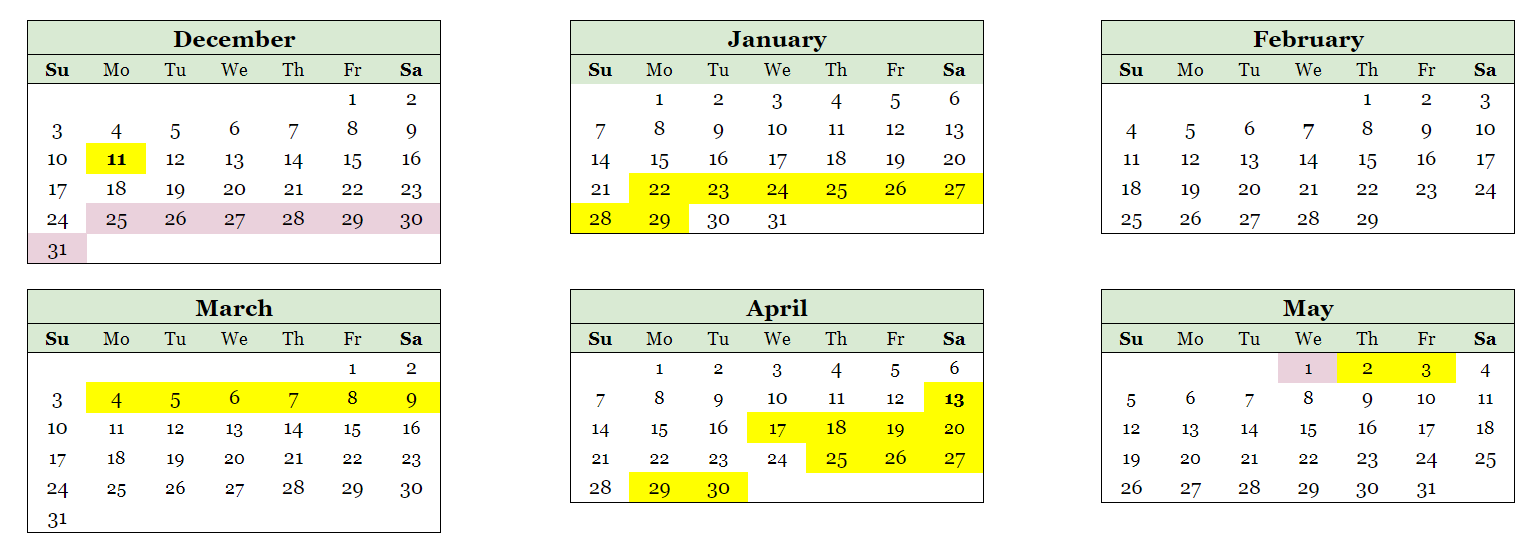 December
Su Mo Tu We Th Fr Sa
1 2
3 4 5 6 7 8 9
10 11 12 13 14 15 16
17 18 19 20 21 22 23
24 25 26 27 28 29 30
31
January
Su Mo Tu We Th Fr Sa
1 2 3 4 5 6
7 8 9 10 11 12 13
14 15 16 17 18 19 20
21 22 23 24 25 26 27
28 29 30 31
February
Su Mo Tu We Th Fr Sa
1 2 3
4 5 6 7 8 9 10
11 12 13 14 15 16 17
18 19 20 21 22 23 24
25 26 27 28 29
March
Su Mo Tu We Th Fr Sa
1 2
3 4 5 6 7 8 9
10 11 12 13 14 15 16
17 18 19 20 21 22 23
24 25 26 27 28 29 30
31
April
Su Mo Tu We Th Fr Sa
1 2 3 4 5 6
7 8 9 10 11 12 13
14 15 16 17 18 19 20
21 22 23 24 25 26 27
28 29 30
May
Su Mo Tu We Th Fr Sa
1 2 3 4
5 6 7 8 9 10 11
12 13 14 15 16 17 18
19 20 21 22 23 24 25
26 27 28 29 30 31